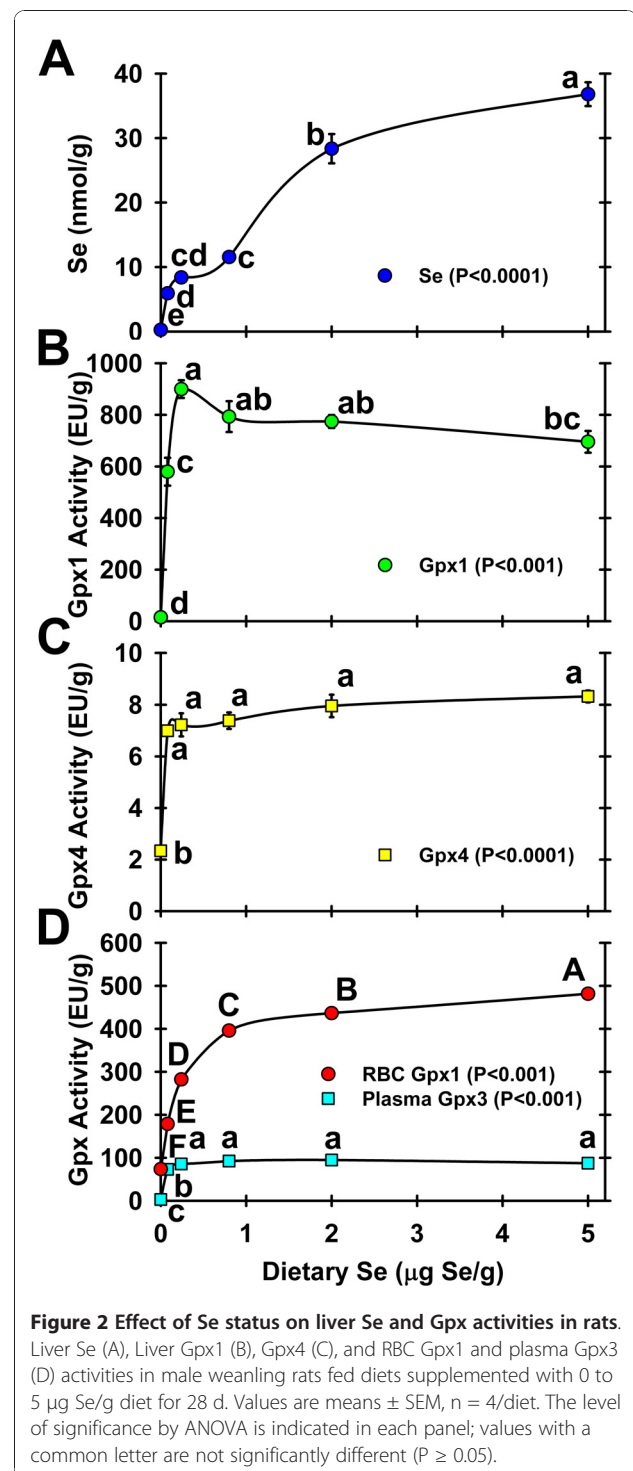 A
40
30
20
10
0
Se (nmol/g)
a
b
c
cd
d
e
Se (P<0.0001)
B
1000
800
600
400
200
0
Gpx1 Activity (EU/g)
a
ab
ab
bc
c
d
Gpx1 (P<0.001)
C
10
8
6
4
2
0
Gpx4 Activity (EU/g)
a
a
a
a
a
b
Gpx4 (P<0.0001)
D
600
500
400
300
200
100
0
Gpx Activity (EU/g)
A
B
C
D
E
F
a
a
a
a
b
c
RBC Gpx1 (P<0.001)
Plasma Gpx3 (P<0.001)
0 1 2 3 4 5
Dietary Se (µg Se/g)
Figure 2 Effect of Se status on liver Se and Gpx activities in rats.
Liver Se (A), Liver Gpx1 (B), Gpx4 (C), and RBC Gpx1 and plasma Gpx3
(D) activities in male weanling rats fed diets supplemented with 0 to
5 µg Se/g diet for 28 d. Values are means ± SEM, n = 4/diet. The level
of significance by ANOVA is indicated in each panel; values with a
common letter are not significantly different (P ≥ 0.05).